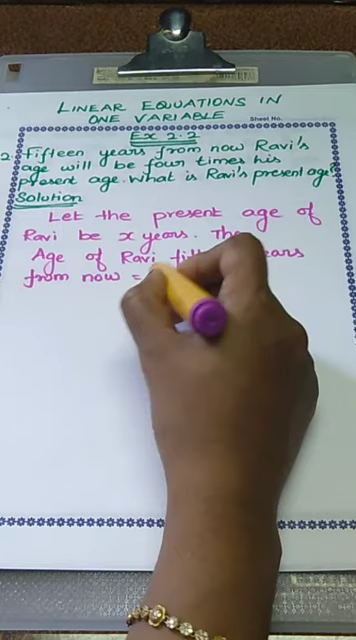 LINEAR EQUATIONS IN
ONE VARIABLE
Sheet No.
Ex 2.2
2. Fifteen years from now Ravi's
age will be four times his
present age. What is Ravi's present age?
Solution
Let the present age of
Ravi be x years.
Age of Ravi
from now =